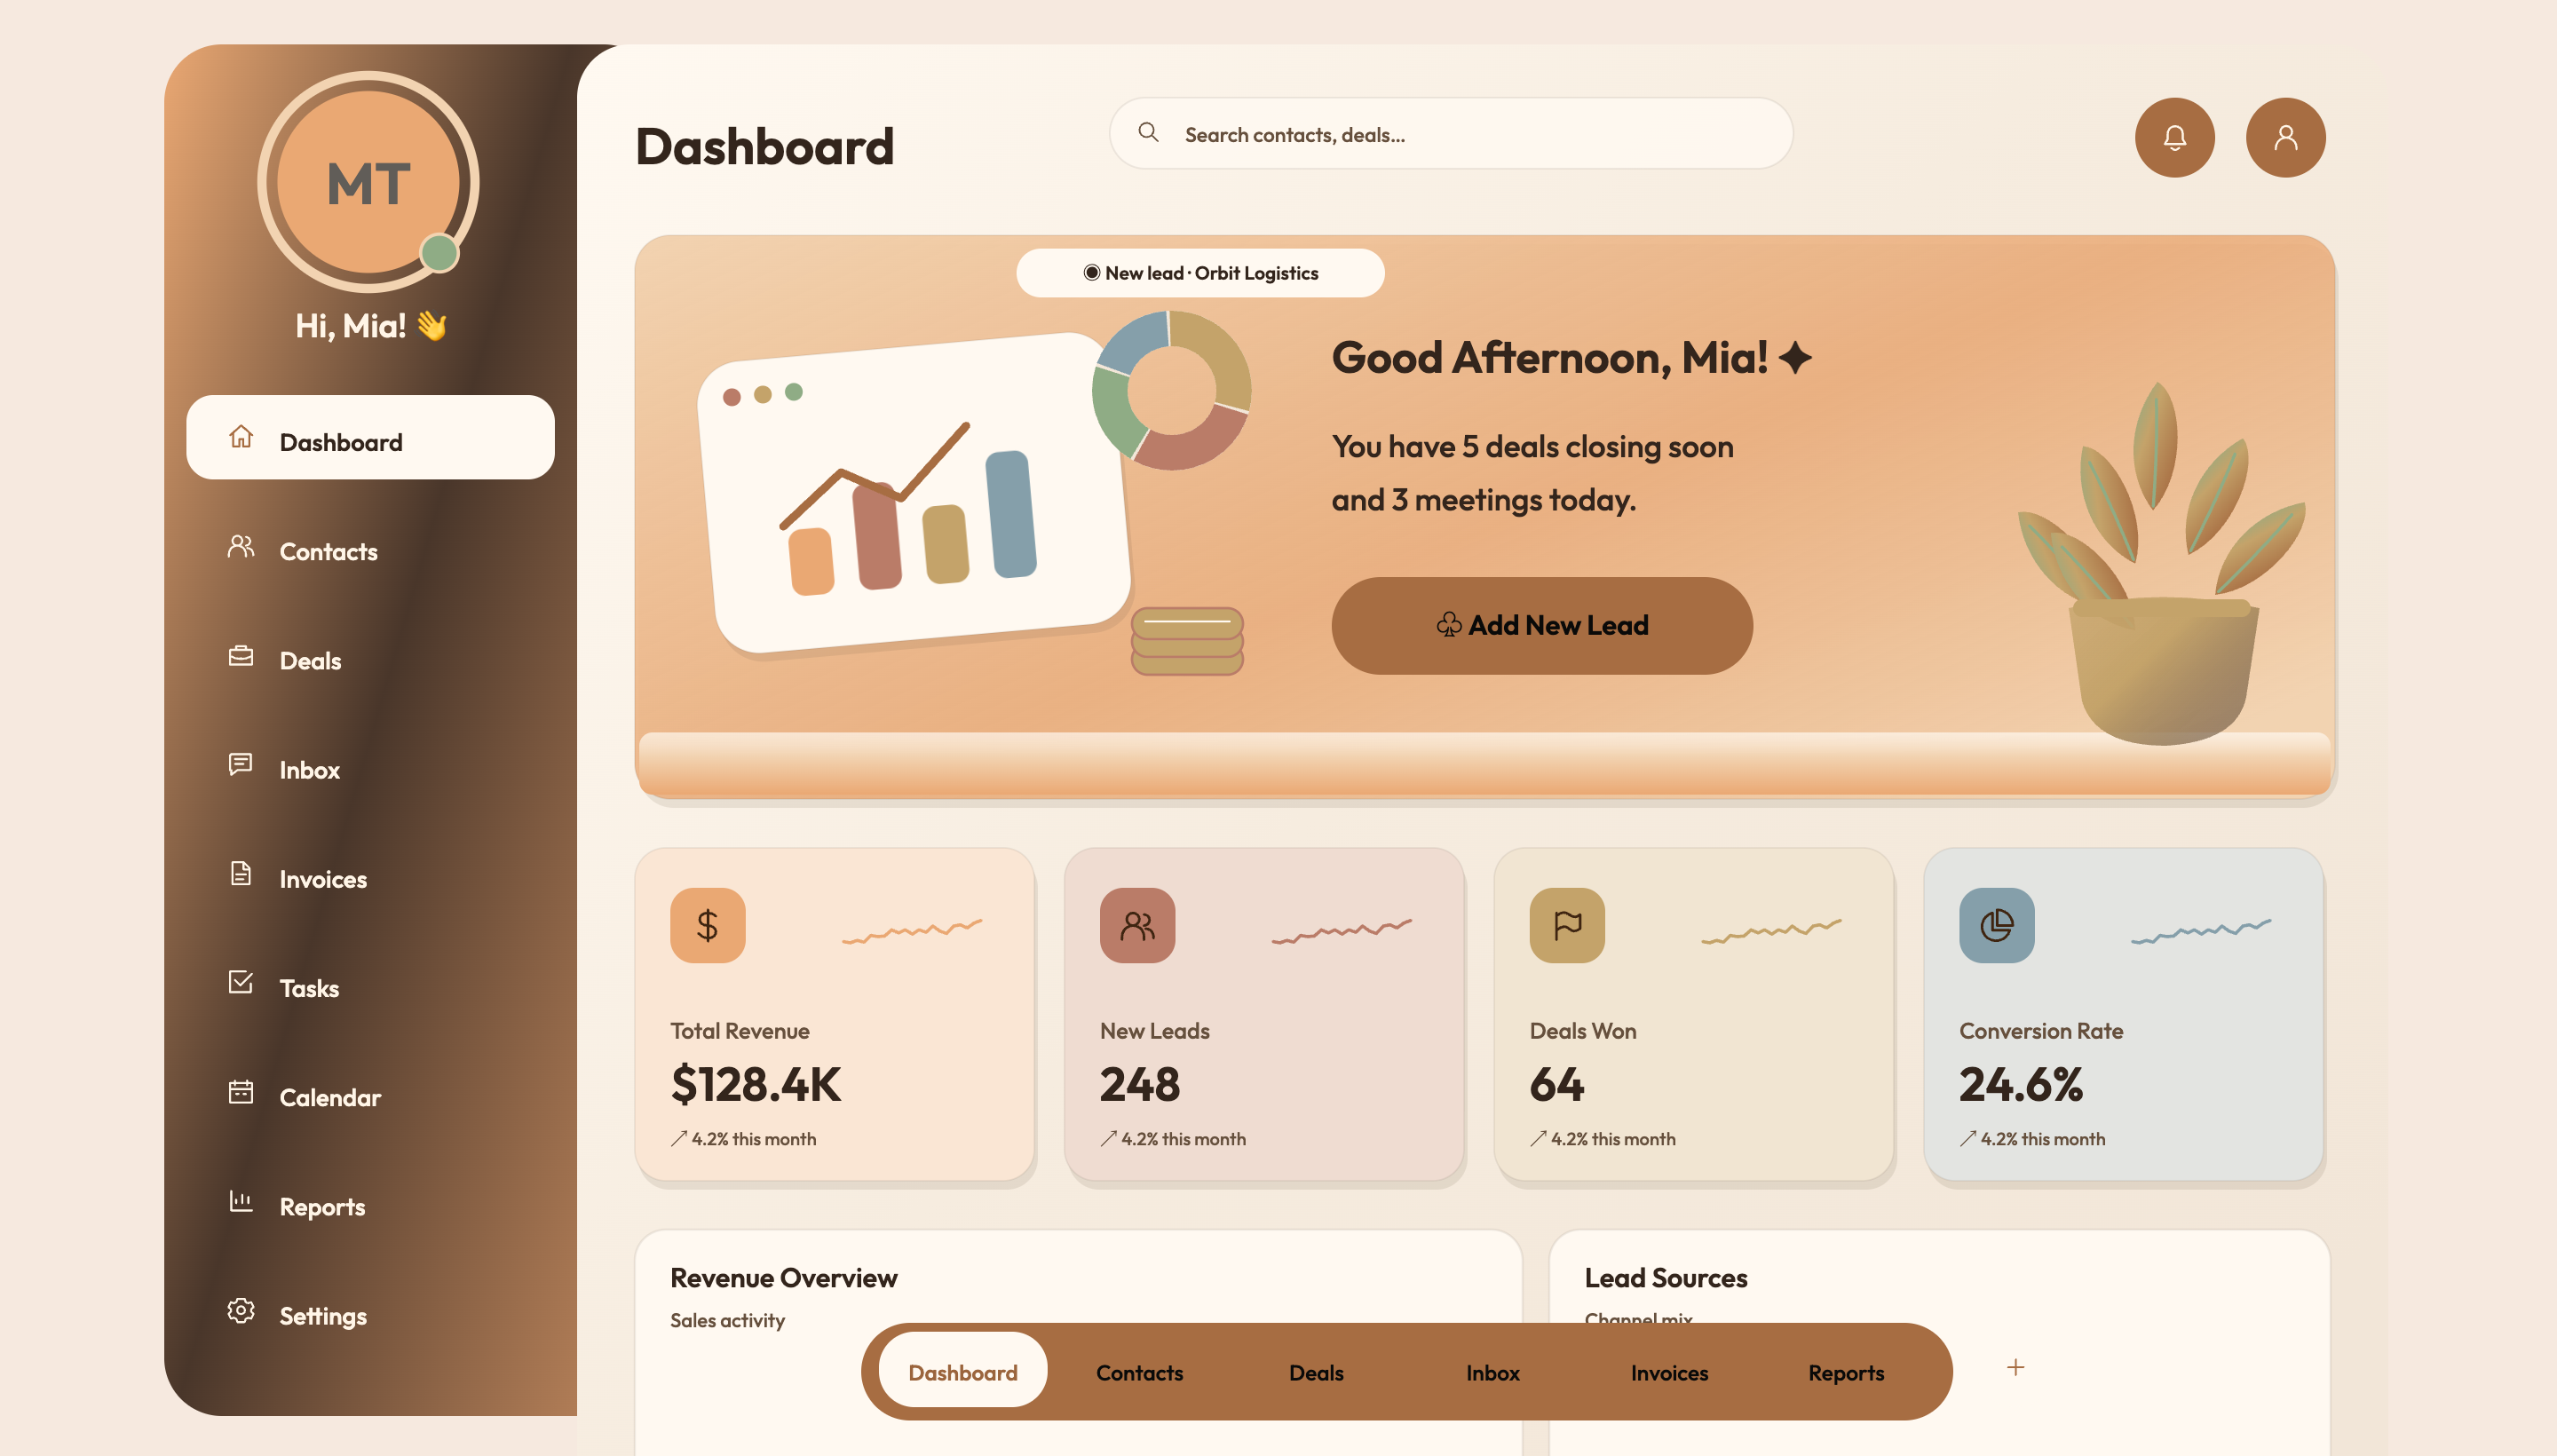 MT
Hi, Mia! 👋
Dashboard
Contacts
Deals
Inbox
Invoices
Tasks
Calendar
Reports
Settings
Dashboard
Search contacts, deals...
◉ New lead · Orbit Logistics
Good Afternoon, Mia! ✦
You have 5 deals closing soon
and 3 meetings today.
♧ Add New Lead
Total Revenue
$128.4K
↗ 4.2% this month
New Leads
248
↗ 4.2% this month
Deals Won
64
↗ 4.2% this month
Conversion Rate
24.6%
↗ 4.2% this month
Revenue Overview
Sales activity
Lead Sources
Channel mix
Dashboard
Contacts
Deals
Inbox
Invoices
Reports
+